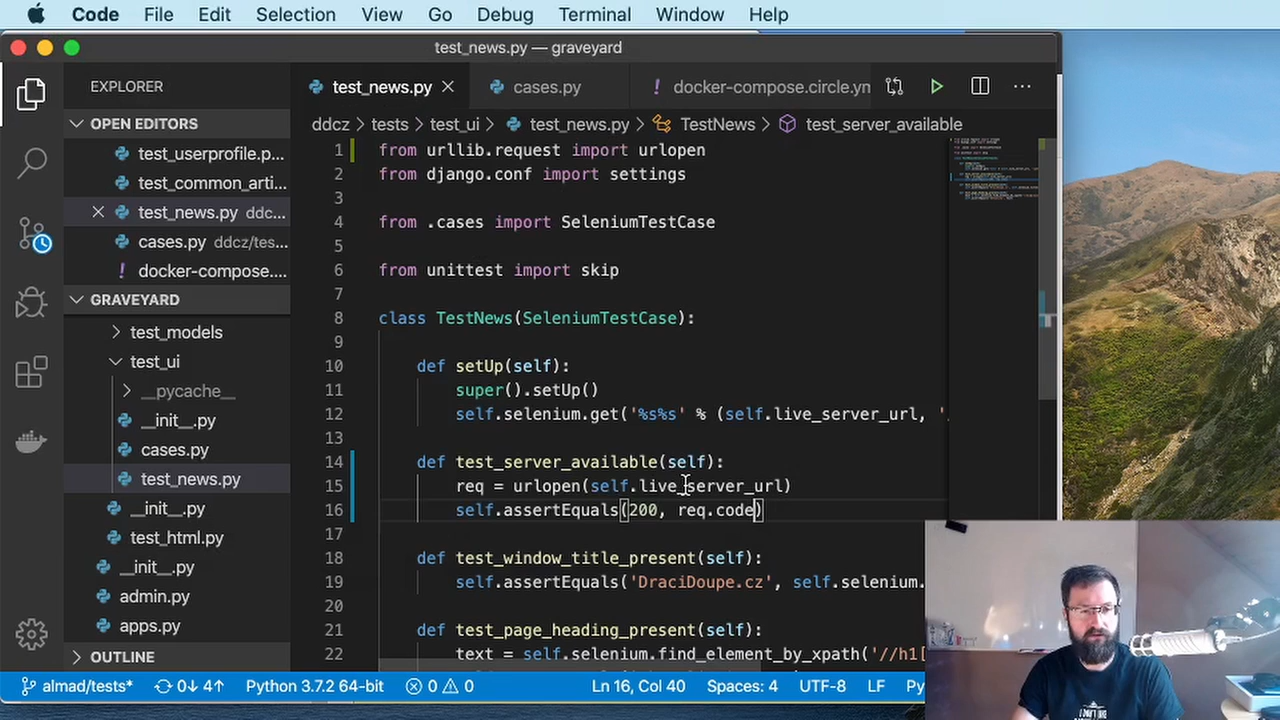 Code File Edit Selection View Go Debug Terminal Window Help
test_news.py — graveyard
EXPLORER
test_news.py
cases.py
! docker-compose.circle.ym
OPEN EDITORS
ddcz > tests > test_ui > test_news.py > TestNews > test_server_available
test_userprofile.p...
test_common_arti...
test_news.py ddc...
cases.py ddcz/tes...
! docker-compose....
GRAVEYARD
test_models
test_ui
__pycache__
__init__.py
cases.py
test_news.py
__init__.py
test_html.py
__init__.py
admin.py
apps.py
OUTLINE
1 from urllib.request import urlopen
2 from django.conf import settings
3
4 from .cases import SeleniumTestCase
5
6 from unittest import skip
7
8 class TestNews(SeleniumTestCase):
9
10 def setUp(self):
11 super().setUp()
12 self.selenium.get('%s%s' % (self.live_server_url, '
13
14 def test_server_available(self):
15 req = urlopen(self.live_server_url)
16 self.assertEquals(200, req.code)
17
18 def test_window_title_present(self):
19 self.assertEquals('DraciDoupe.cz', self.selenium.
20
21 def test_page_heading_present(self):
22 text = self.selenium.find_element_by_xpath('//h1[
almad/tests* 0↓ 4↑ Python 3.7.2 64-bit 0 0 Ln 16, Col 40 Spaces: 4 UTF-8 LF Py